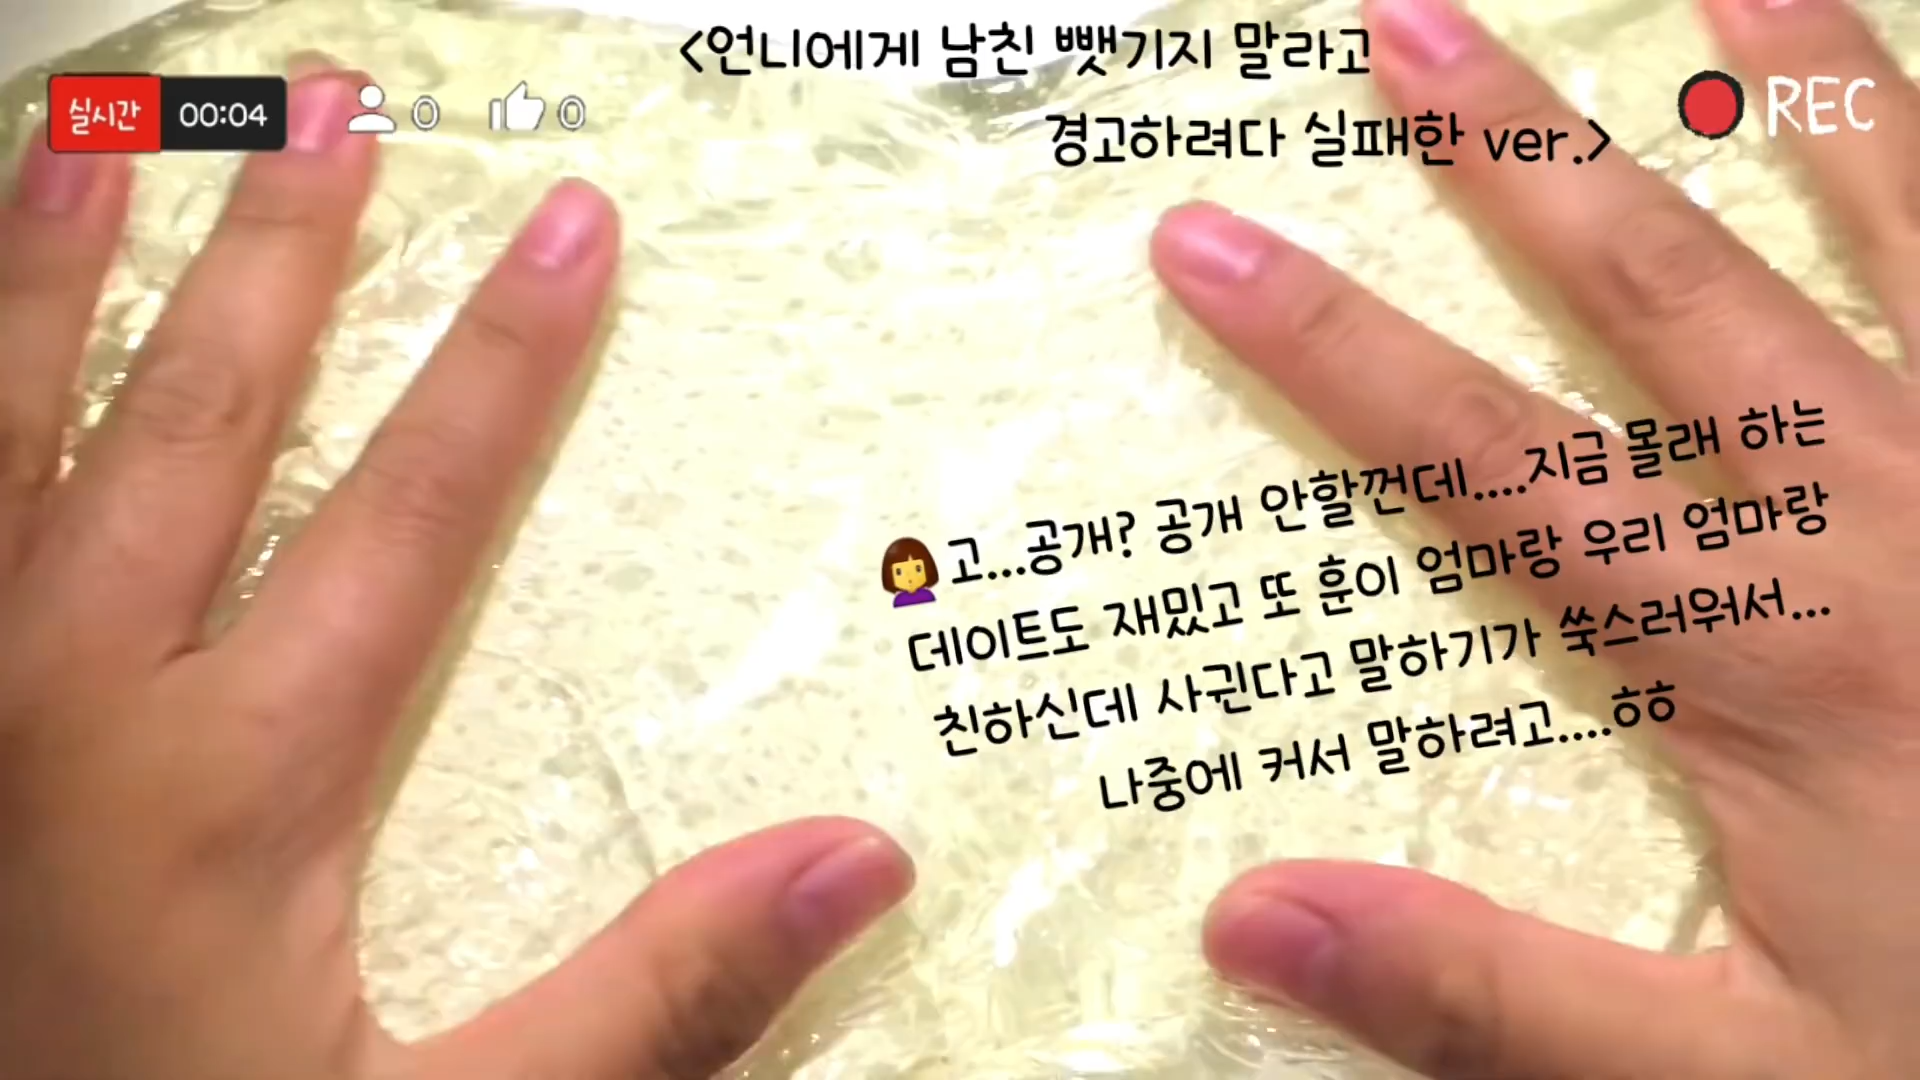 <언니에게 남친 뺏기지 말라고
경고하려다 실패한 ver.>
실시간 00:04 0 0
REC
고...공개? 공개 안할껀데....지금 몰래 하는
데이트도 재밌고 또 훈이 엄마랑 우리 엄마랑
친하신데 사귄다고 말하기가 쑥스러워서...
나중에 커서 말하려고....ㅎㅎ